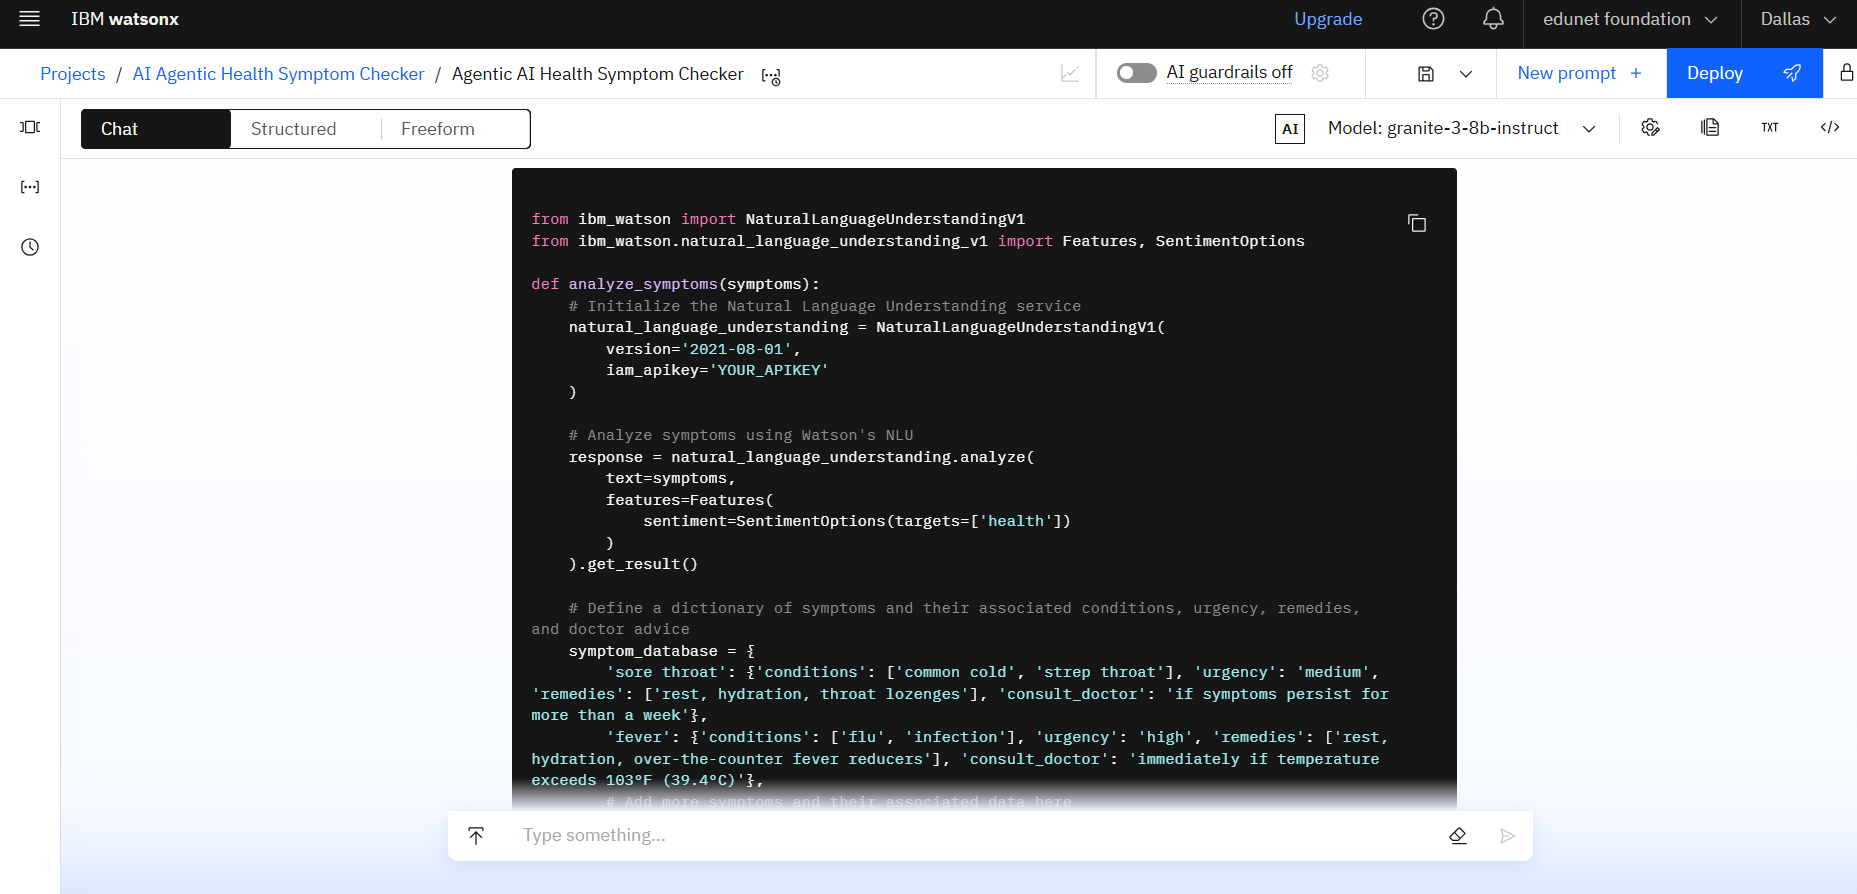 IBM watsonx
Upgrade
edunet foundation
Dallas
Projects / AI Agentic Health Symptom Checker / Agentic AI Health Symptom Checker
AI guardrails off
New prompt +
Deploy
Chat
Structured
Freeform
AI
Model: granite-3-8b-instruct
TXT
</>
from ibm_watson import NaturalLanguageUnderstandingV1
from ibm_watson.natural_language_understanding_v1 import Features, SentimentOptions
def analyze_symptoms(symptoms):
# Initialize the Natural Language Understanding service
natural_language_understanding = NaturalLanguageUnderstandingV1(
version='2021-08-01',
iam_apikey='YOUR_APIKEY'
)
# Analyze symptoms using Watson's NLU
response = natural_language_understanding.analyze(
text=symptoms,
features=Features(
sentiment=SentimentOptions(targets=['health'])
)
).get_result()
# Define a dictionary of symptoms and their associated conditions, urgency, remedies,
and doctor advice
symptom_database = {
'sore throat': {'conditions': ['common cold', 'strep throat'], 'urgency': 'medium',
'remedies': ['rest, hydration, throat lozenges'], 'consult_doctor': 'if symptoms persist for
more than a week'},
'fever': {'conditions': ['flu', 'infection'], 'urgency': 'high', 'remedies': ['rest,
hydration, over-the-counter fever reducers'], 'consult_doctor': 'immediately if temperature
exceeds 103°F (39.4°C)'},
# Add more symptoms and their associated data here
Type something...